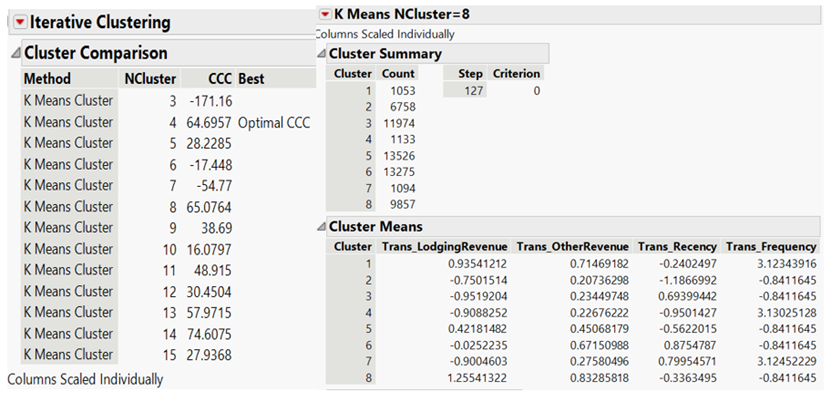 Iterative Clustering
Cluster Comparison
Method NCluster CCC Best
K Means Cluster 3 -171.16
K Means Cluster 4 64.6957 Optimal CCC
K Means Cluster 5 28.2285
K Means Cluster 6 -17.448
K Means Cluster 7 -54.77
K Means Cluster 8 65.0764
K Means Cluster 9 38.69
K Means Cluster 10 16.0797
K Means Cluster 11 48.915
K Means Cluster 12 30.4504
K Means Cluster 13 57.9715
K Means Cluster 14 74.6075
K Means Cluster 15 27.9368
Columns Scaled Individually
K Means NCluster=8
Columns Scaled Individually
Cluster Summary
Cluster Count Step Criterion
1 1053 127 0
2 6758
3 11974
4 1133
5 13526
6 13275
7 1094
8 9857
Cluster Means
Cluster Trans_LodgingRevenue Trans_OtherRevenue Trans_Recency Trans_Frequency
1 0.93541212 0.71469182 -0.2402497 3.12343916
2 -0.7501514 0.20736298 -1.1866992 -0.8411645
3 -0.9519204 0.23449748 0.69399442 -0.8411645
4 -0.9088252 0.22676222 -0.9501427 3.13025128
5 0.42181482 0.45068179 -0.5622015 -0.8411645
6 -0.0252235 0.67150988 0.8754787 -0.8411645
7 -0.9004603 0.27580496 0.79954571 3.12452229
8 1.25541322 0.83285818 -0.3363495 -0.8411645